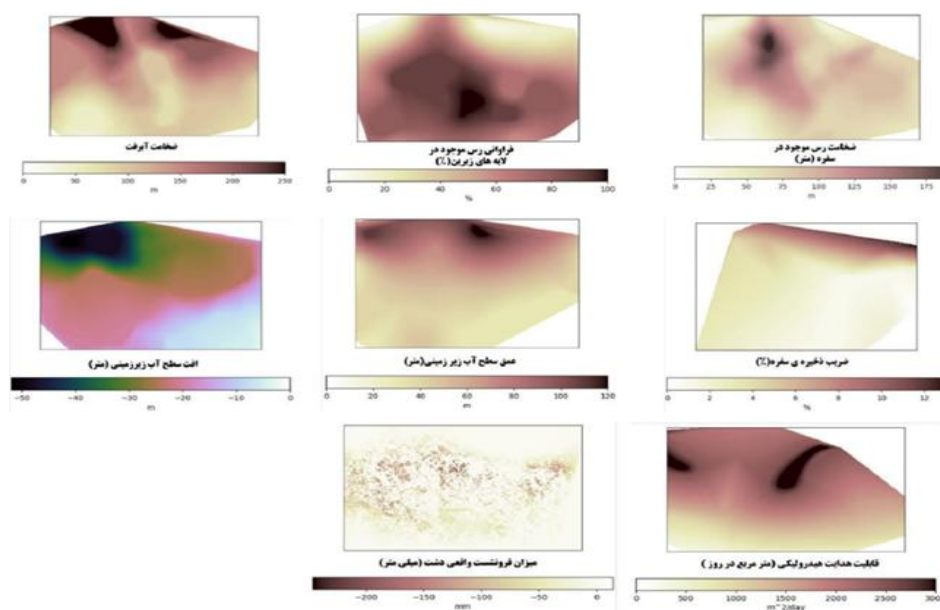 ضخامت آبرفت
0 50 100 150 200 250
m
فراوانی رس موجود در
لایه های زیرین(٪)
0 20 40 60 80 100
%
ضخامت رس موجود در
سفره (متر)
0 25 50 75 100 125 150 175
m
افت سطح آب زیرزمینی (متر)
−50 −40 −30 −20 −10 0
m
عمق سطح آب زیر زمینی(متر)
0 20 40 60 80 100 120
m
ضریب ذخیره ی سفره(٪)
0 2 4 6 8 10 12
%
میزان فرونشست واقعی دشت (میلی متر)
−200 −150 −100 −50 0
mm
قابلیت هدایت هیدرولیکی (متر مربع در روز )
0 500 1000 1500 2000 2500 300
m^2/day